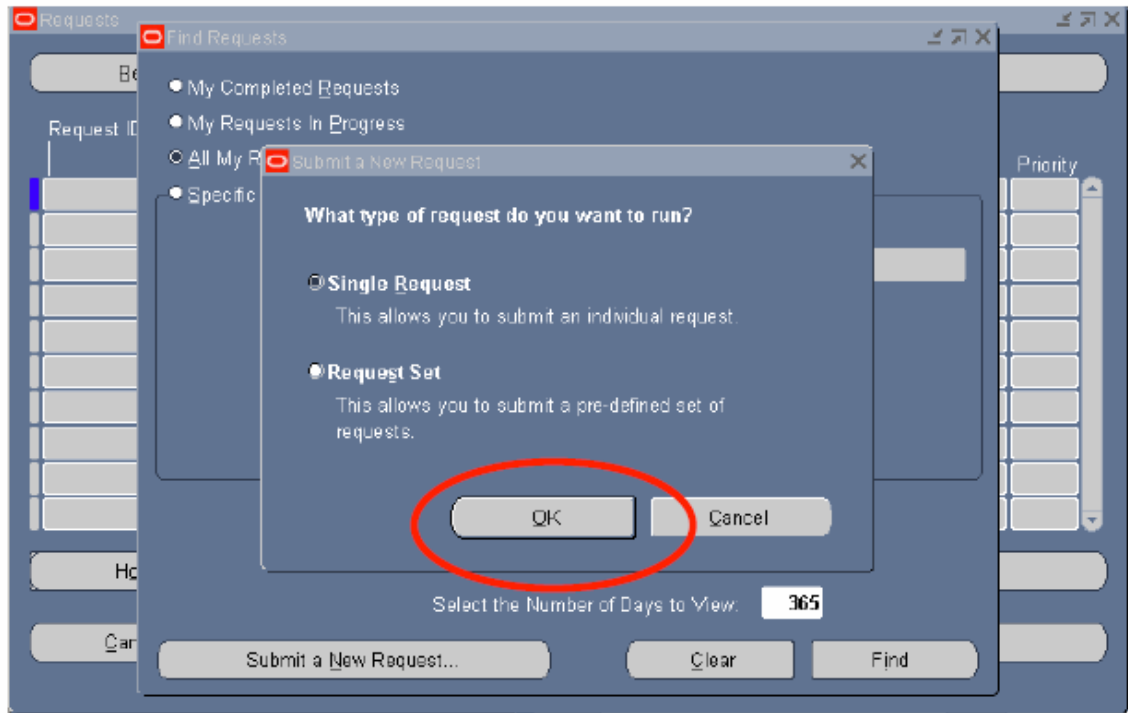 Requests
Find Requests
My Completed Requests
Request ID
My Requests In Progress
All My R
Submit a New Request
Priority
Specific
What type of request do you want to run?
Single Request
This allows you to submit an individual request.
Request Set
This allows you to submit a pre-defined set of
requests.
OK
Cancel
Select the Number of Days to View:
365
Submit a New Request...
Clear
Find